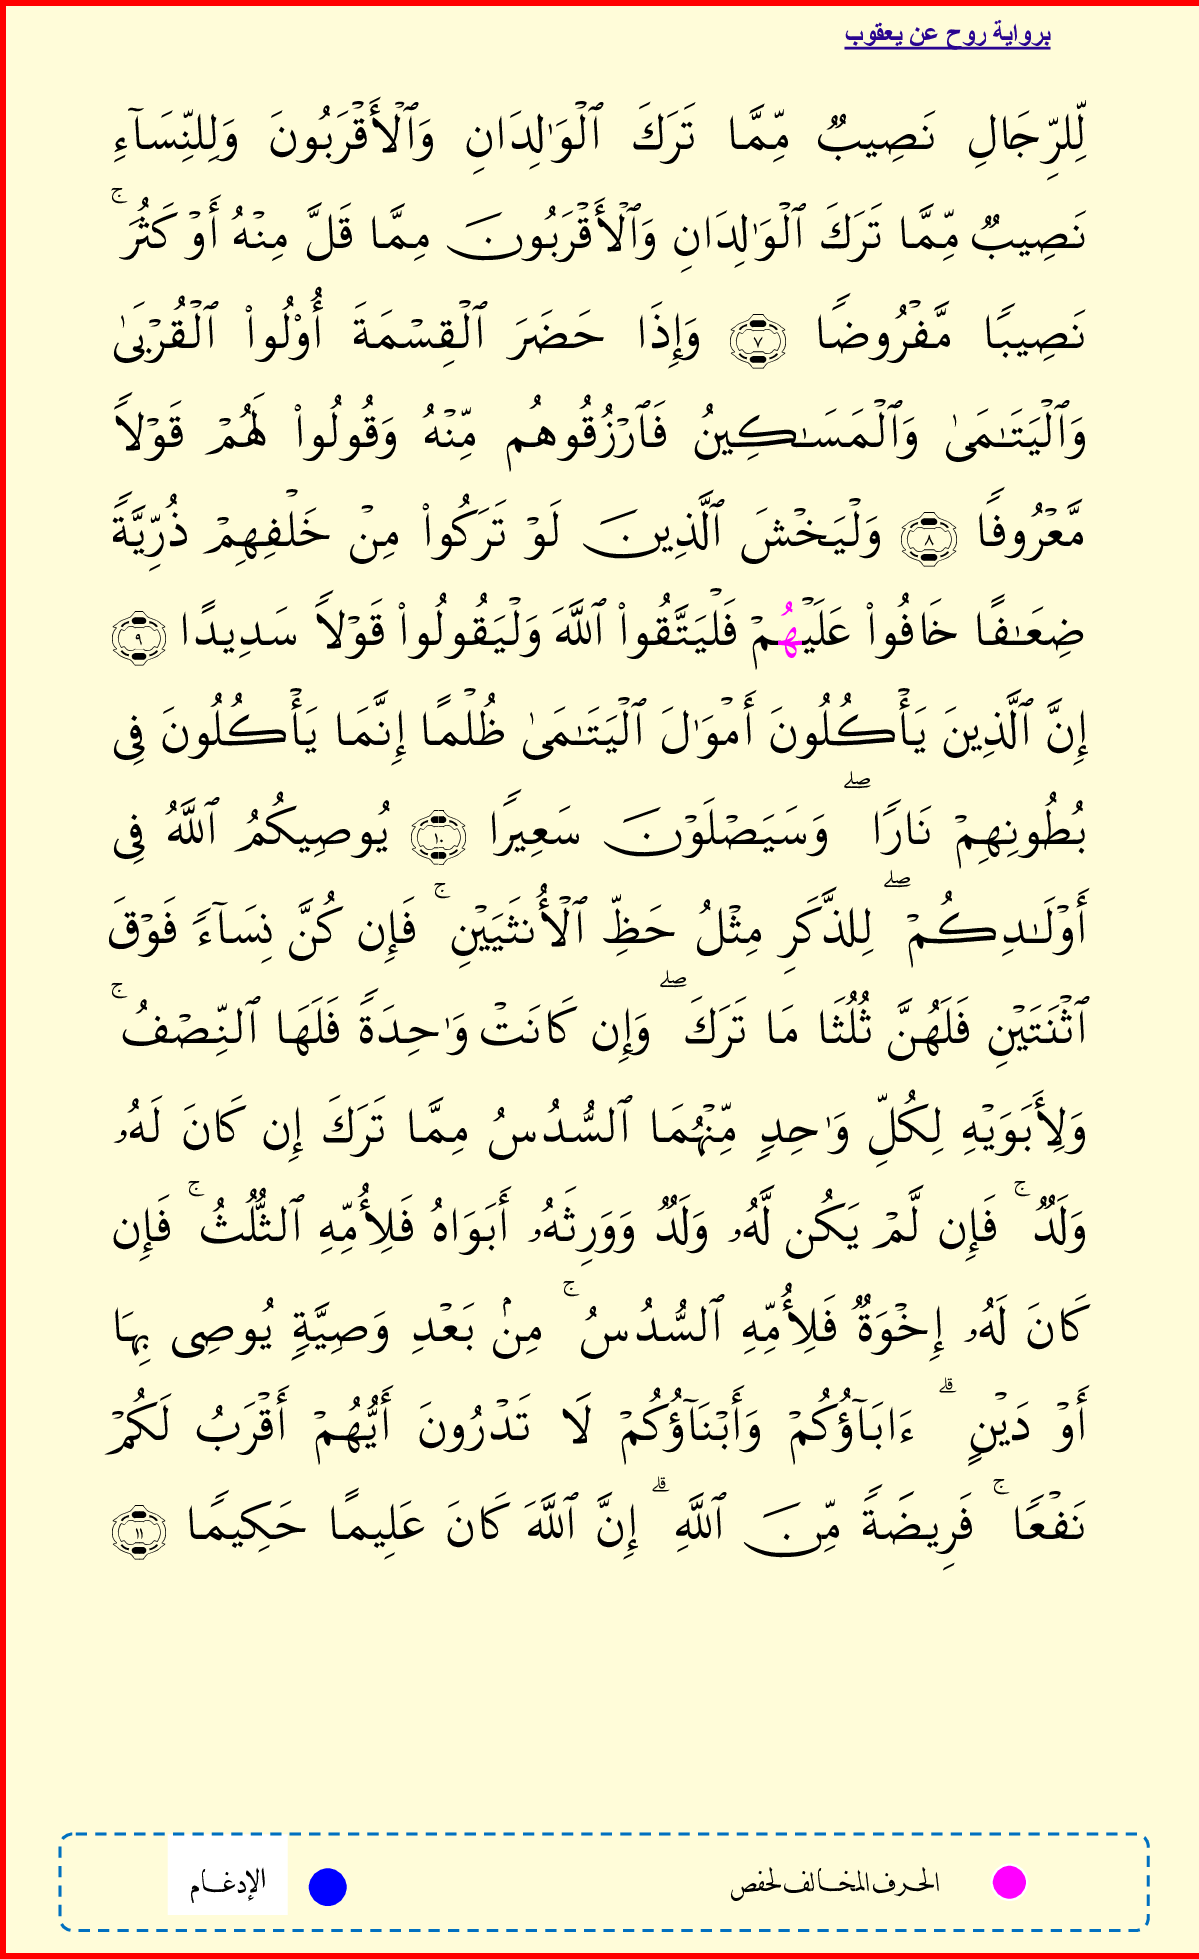 برواية روح عن يعقوب
لِّلرِّجَالِ نَصِيبٌ مِّمَّا تَرَكَ ٱلْوَٰلِدَانِ وَٱلْأَقْرَبُونَ وَلِلنِّسَآءِ
نَصِيبٌ مِّمَّا تَرَكَ ٱلْوَٰلِدَانِ وَٱلْأَقْرَبُونَ مِمَّا قَلَّ مِنْهُ أَوْ كَثُرَ ۚ
نَصِيبًا مَّفْرُوضًا ٧ وَإِذَا حَضَرَ ٱلْقِسْمَةَ أُو۟لُوا۟ ٱلْقُرْبَىٰ
وَٱلْيَتَـٰمَىٰ وَٱلْمَسَـٰكِينُ فَٱرْزُقُوهُم مِّنْهُ وَقُولُوا۟ لَهُمْ قَوْلًا
مَّعْرُوفًا ٨ وَلْيَخْشَ ٱلَّذِينَ لَوْ تَرَكُوا۟ مِنْ خَلْفِهِمْ ذُرِّيَّةً
ضِعَـٰفًا خَافُوا۟ عَلَيْهُمْ فَلْيَتَّقُوا۟ ٱللَّهَ وَلْيَقُولُوا۟ قَوْلًا سَدِيدًا ٩
إِنَّ ٱلَّذِينَ يَأْكُلُونَ أَمْوَٰلَ ٱلْيَتَـٰمَىٰ ظُلْمًا إِنَّمَا يَأْكُلُونَ فِى
بُطُونِهِمْ نَارًا ۖ وَسَيَصْلَوْنَ سَعِيرًا ١٠ يُوصِيكُمُ ٱللَّهُ فِى
أَوْلَـٰدِكُمْ ۖ لِلذَّكَرِ مِثْلُ حَظِّ ٱلْأُنثَيَيْنِ ۚ فَإِن كُنَّ نِسَآءً فَوْقَ
ٱثْنَتَيْنِ فَلَهُنَّ ثُلُثَا مَا تَرَكَ ۖ وَإِن كَانَتْ وَٰحِدَةً فَلَهَا ٱلنِّصْفُ ۚ
وَلِأَبَوَيْهِ لِكُلِّ وَٰحِدٍ مِّنْهُمَا ٱلسُّدُسُ مِمَّا تَرَكَ إِن كَانَ لَهُۥ
وَلَدٌ ۚ فَإِن لَّمْ يَكُن لَّهُۥ وَلَدٌ وَوَرِثَهُۥ أَبَوَاهُ فَلِأُمِّهِ ٱلثُّلُثُ ۚ فَإِن
كَانَ لَهُۥ إِخْوَةٌ فَلِأُمِّهِ ٱلسُّدُسُ ۚ مِنۢ بَعْدِ وَصِيَّةٍ يُوصِى بِهَا
أَوْ دَيْنٍ ۗ ءَابَآؤُكُمْ وَأَبْنَآؤُكُمْ لَا تَدْرُونَ أَيُّهُمْ أَقْرَبُ لَكُمْ
نَفْعًا ۚ فَرِيضَةً مِّنَ ٱللَّهِ ۗ إِنَّ ٱللَّهَ كَانَ عَلِيمًا حَكِيمًا ١١
الحرف المخالف لحفص
الإدغام